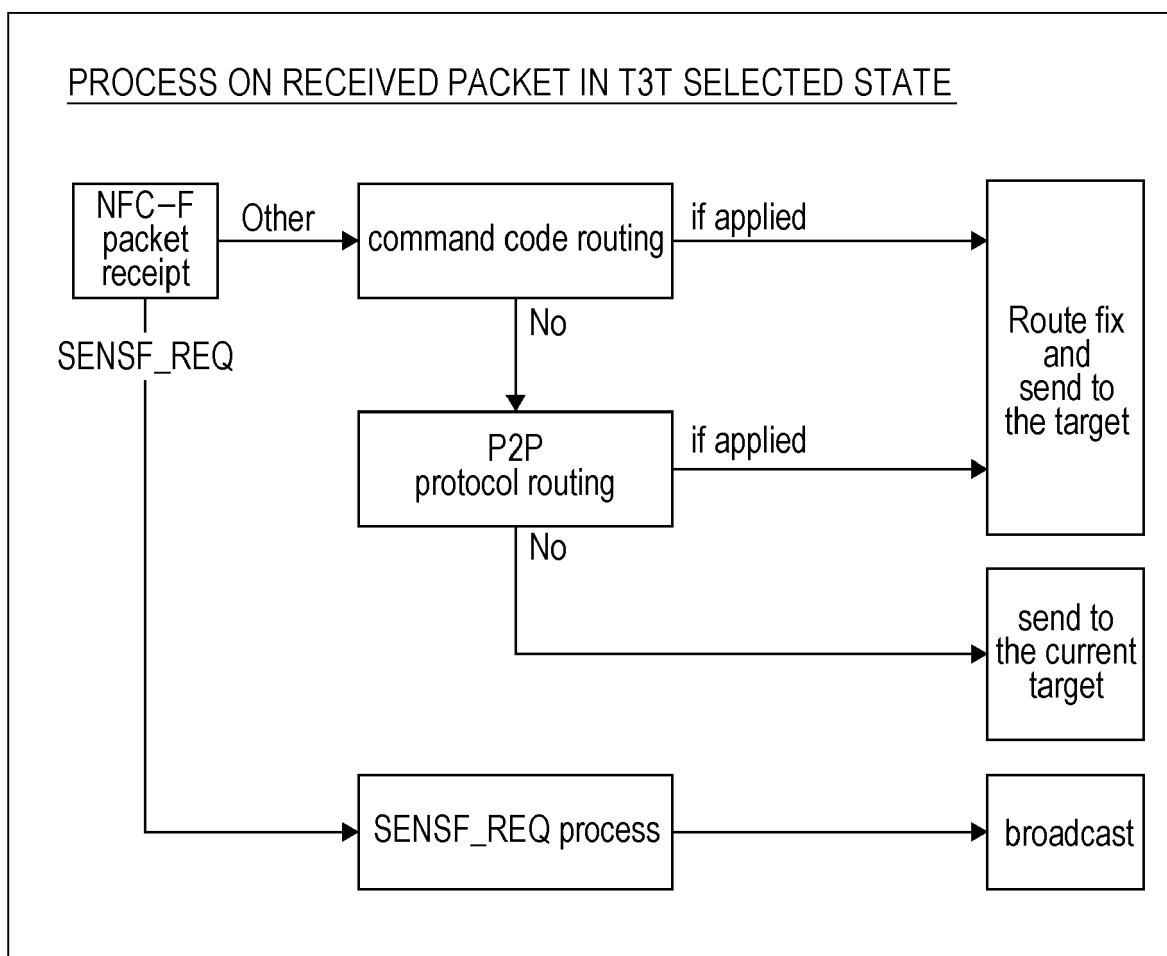 PROCESS ON RECEIVED PACKET IN T3T SELECTED STATE
NFC-F
packet
receipt
Other
command code routing
if applied
Route fix
and
send to
the target
No
SENSF_REQ
P2P
protocol routing
if applied
No
send to
the current
target
SENSF_REQ process
broadcast